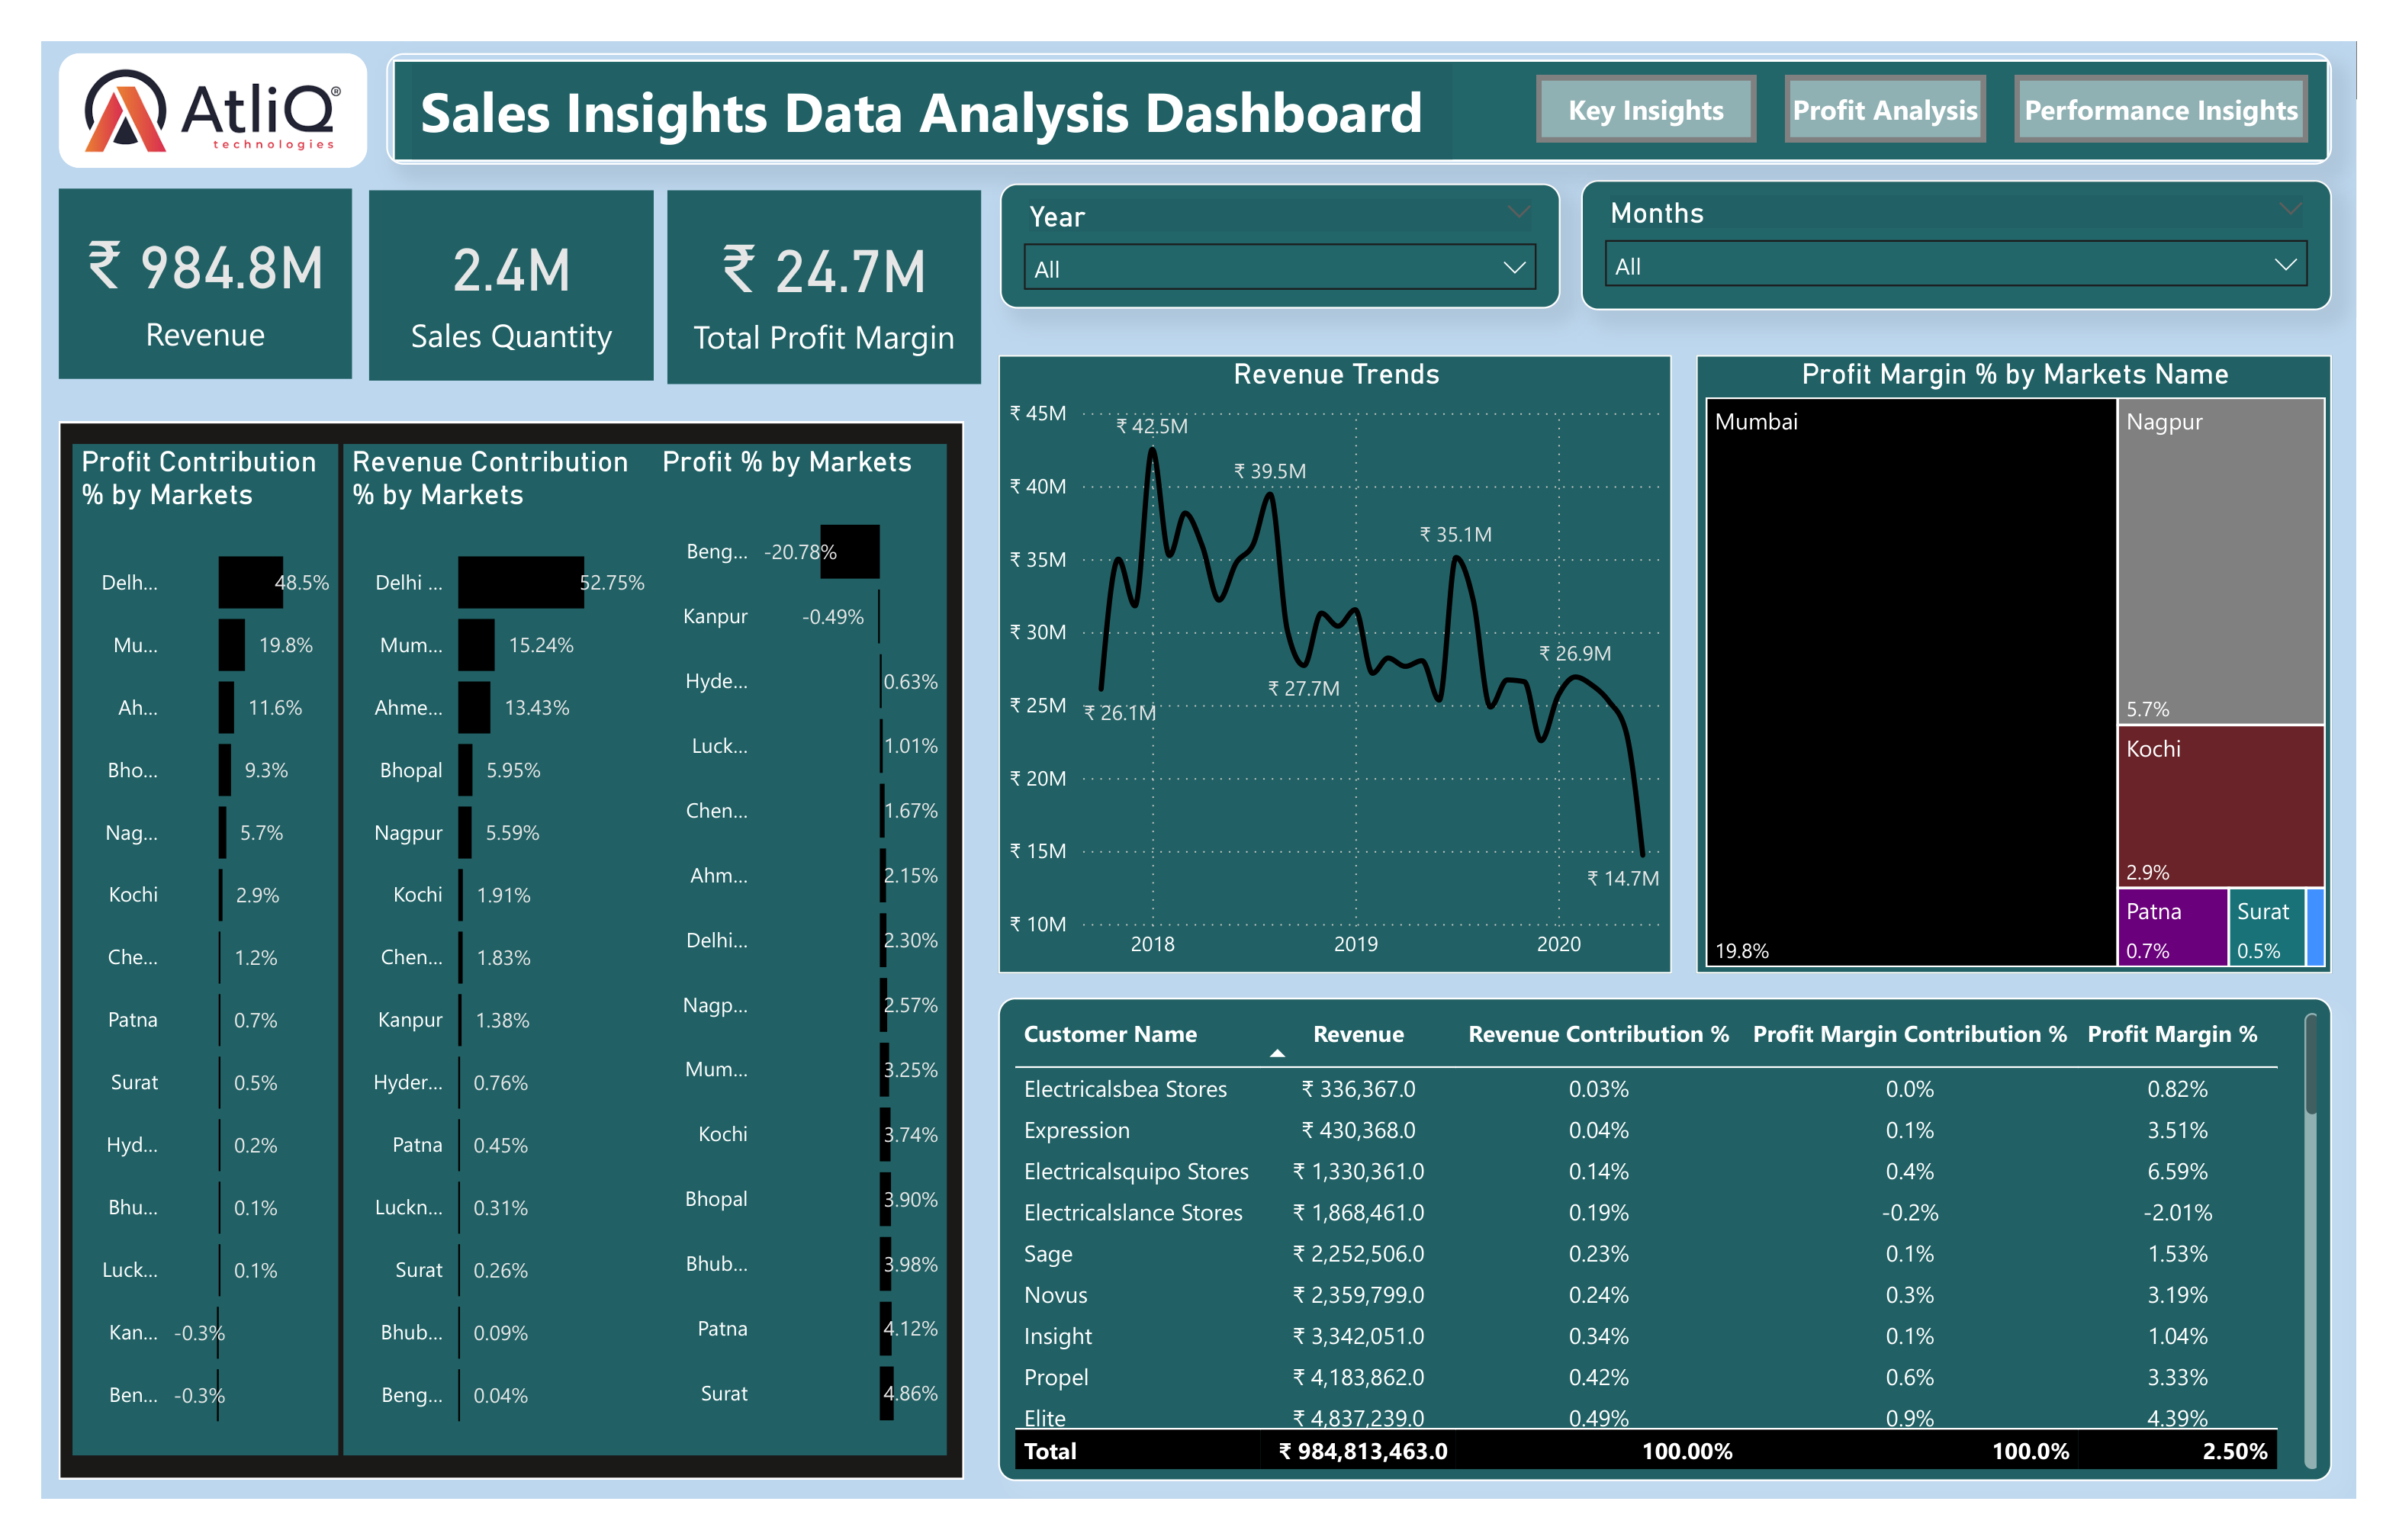 AtliQ®
technologies
Sales Insights Data Analysis Dashboard
Key Insights
Profit Analysis
Performance Insights
₹ 984.8M
Revenue
2.4M
Sales Quantity
₹ 24.7M
Total Profit Margin
Year
All
Months
All
Profit Contribution
% by Markets
Delh... 48.5%
Mu... 19.8%
Ah... 11.6%
Bho... 9.3%
Nag... 5.7%
Kochi 2.9%
Che... 1.2%
Patna 0.7%
Surat 0.5%
Hyd... 0.2%
Bhu... 0.1%
Luck... 0.1%
Kan... -0.3%
Ben... -0.3%
Revenue Contribution
% by Markets
Delhi ... 52.75%
Mum... 15.24%
Ahme... 13.43%
Bhopal 5.95%
Nagpur 5.59%
Kochi 1.91%
Chen... 1.83%
Kanpur 1.38%
Hyder... 0.76%
Patna 0.45%
Luckn... 0.31%
Surat 0.26%
Bhub... 0.09%
Beng... 0.04%
Profit % by Markets
Beng... -20.78%
Kanpur -0.49%
Hyde... 0.63%
Luck... 1.01%
Chen... 1.67%
Ahm... 2.15%
Delhi... 2.30%
Nagp... 2.57%
Mum... 3.25%
Kochi 3.74%
Bhopal 3.90%
Bhub... 3.98%
Patna 4.12%
Surat 4.86%
Revenue Trends
₹ 45M
₹ 42.5M
₹ 39.5M
₹ 40M
₹ 35.1M
₹ 35M
₹ 30M
₹ 26.9M
₹ 27.7M
₹ 25M
₹ 26.1M
₹ 20M
₹ 15M
₹ 14.7M
₹ 10M
2018 2019 2020
Profit Margin % by Markets Name
Mumbai
19.8%
Nagpur
5.7%
Kochi
2.9%
Patna
0.7%
Surat
0.5%
Customer Name Revenue Revenue Contribution % Profit Margin Contribution % Profit Margin %
Electricalsbea Stores ₹ 336,367.0 0.03% 0.0% 0.82%
Expression ₹ 430,368.0 0.04% 0.1% 3.51%
Electricalsquipo Stores ₹ 1,330,361.0 0.14% 0.4% 6.59%
Electricalslance Stores ₹ 1,868,461.0 0.19% -0.2% -2.01%
Sage ₹ 2,252,506.0 0.23% 0.1% 1.53%
Novus ₹ 2,359,799.0 0.24% 0.3% 3.19%
Insight ₹ 3,342,051.0 0.34% 0.1% 1.04%
Propel ₹ 4,183,862.0 0.42% 0.6% 3.33%
Elite ₹ 4,837,239.0 0.49% 0.9% 4.39%
Total ₹ 984,813,463.0 100.00% 100.0% 2.50%